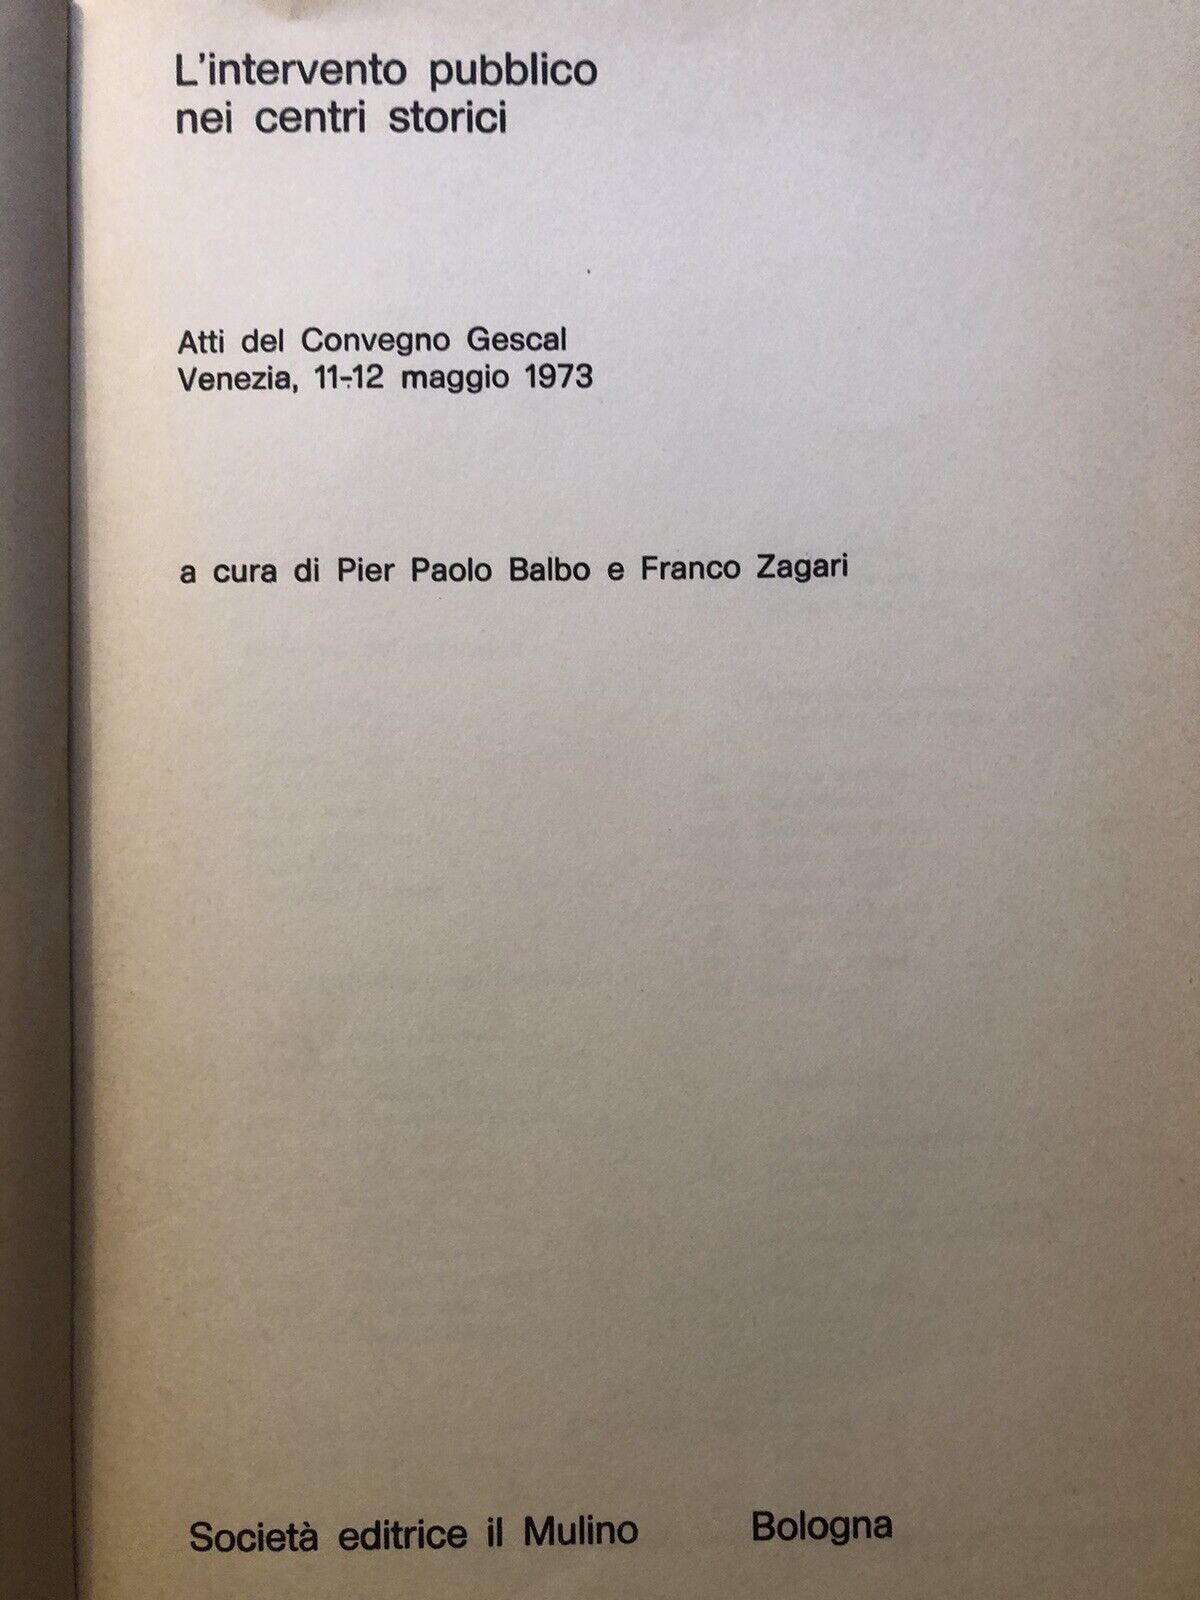 L'intervento pubblico
nei centri storici
Atti del Convegno Gescal
Venezia, 11-12 maggio 1973
a cura di Pier Paolo Balbo e Franco Zagari
Società editrice il Mulino Bologna